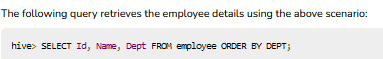 The following query retrieves the employee details using the above scenario:
hive> SELECT Id, Name, Dept FROM employee ORDER BY DEPT;